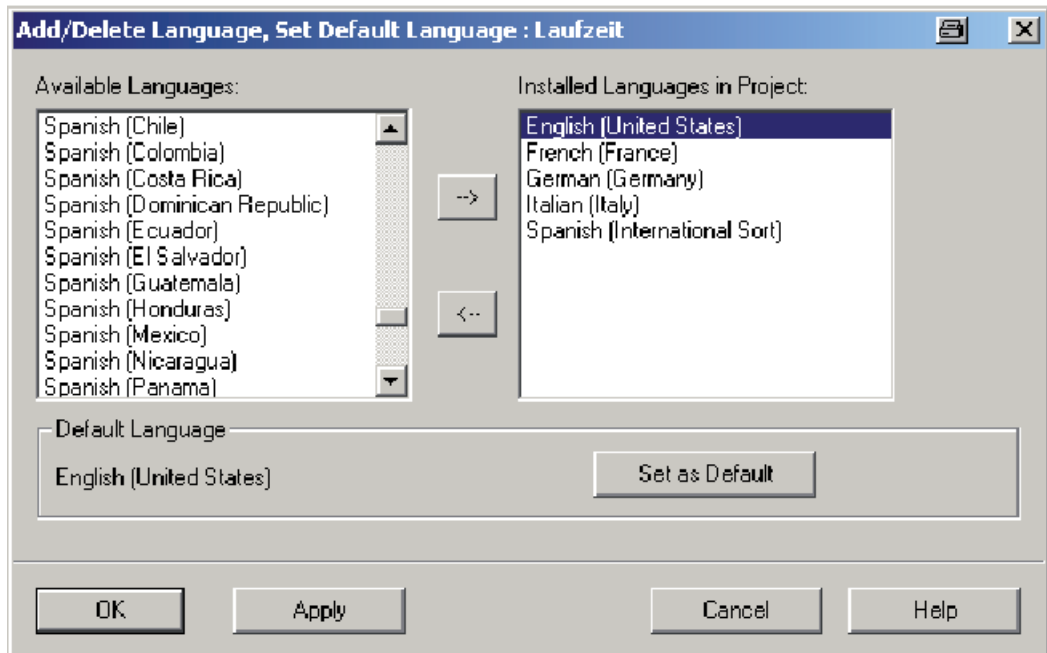 Add/Delete Language, Set Default Language : Laufzeit
Available Languages:
Spanish (Chile)
Spanish (Colombia)
Spanish (Costa Rica)
Spanish (Dominican Republic)
Spanish (Ecuador)
Spanish (El Salvador)
Spanish (Guatemala)
Spanish (Honduras)
Spanish (Mexico)
Spanish (Nicaragua)
Spanish (Panama)
-->
<--
Installed Languages in Project:
English (United States)
French (France)
German (Germany)
Italian (Italy)
Spanish (International Sort)
Default Language
English (United States)
Set as Default
OK
Apply
Cancel
Help